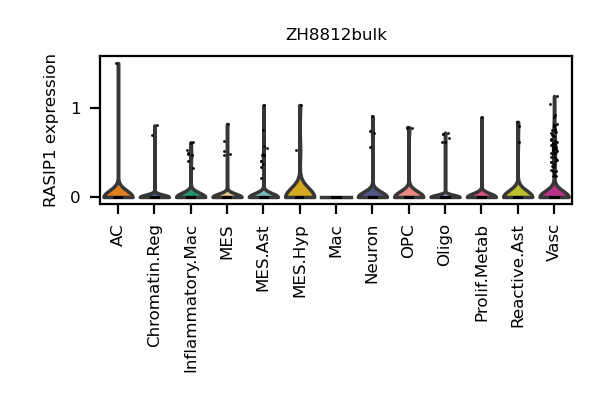 ZH8812bulk
RASIP1 expression
1
0
AC
Chromatin.Reg
Inflammatory.Mac
MES
MES.Ast
MES.Hyp
Mac
Neuron
OPC
Oligo
Prolif.Metab
Reactive.Ast
Vasc